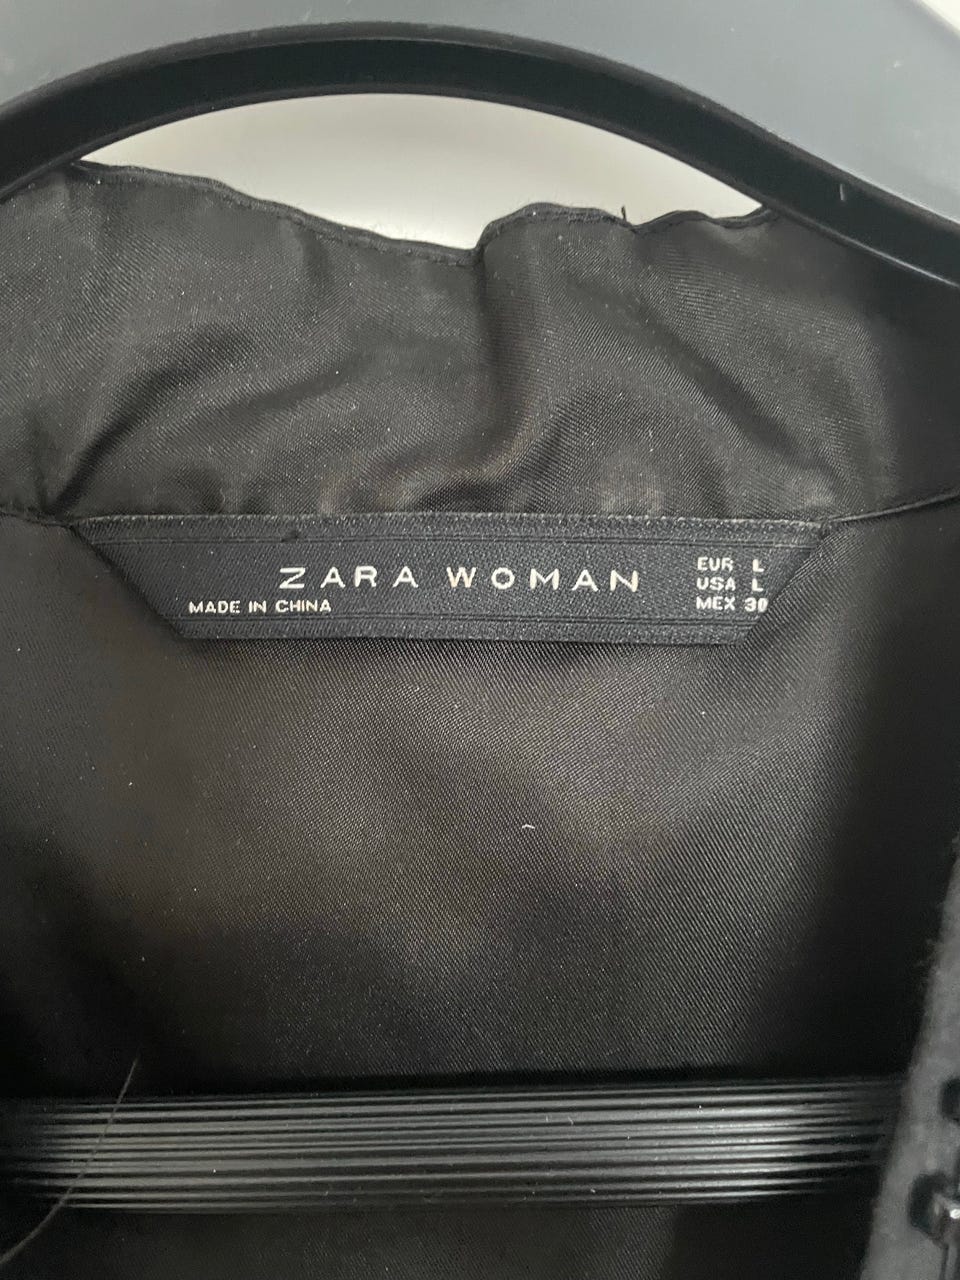 ZARA WOMAN
MADE IN CHINA
EUR L
USA L
MEX 30